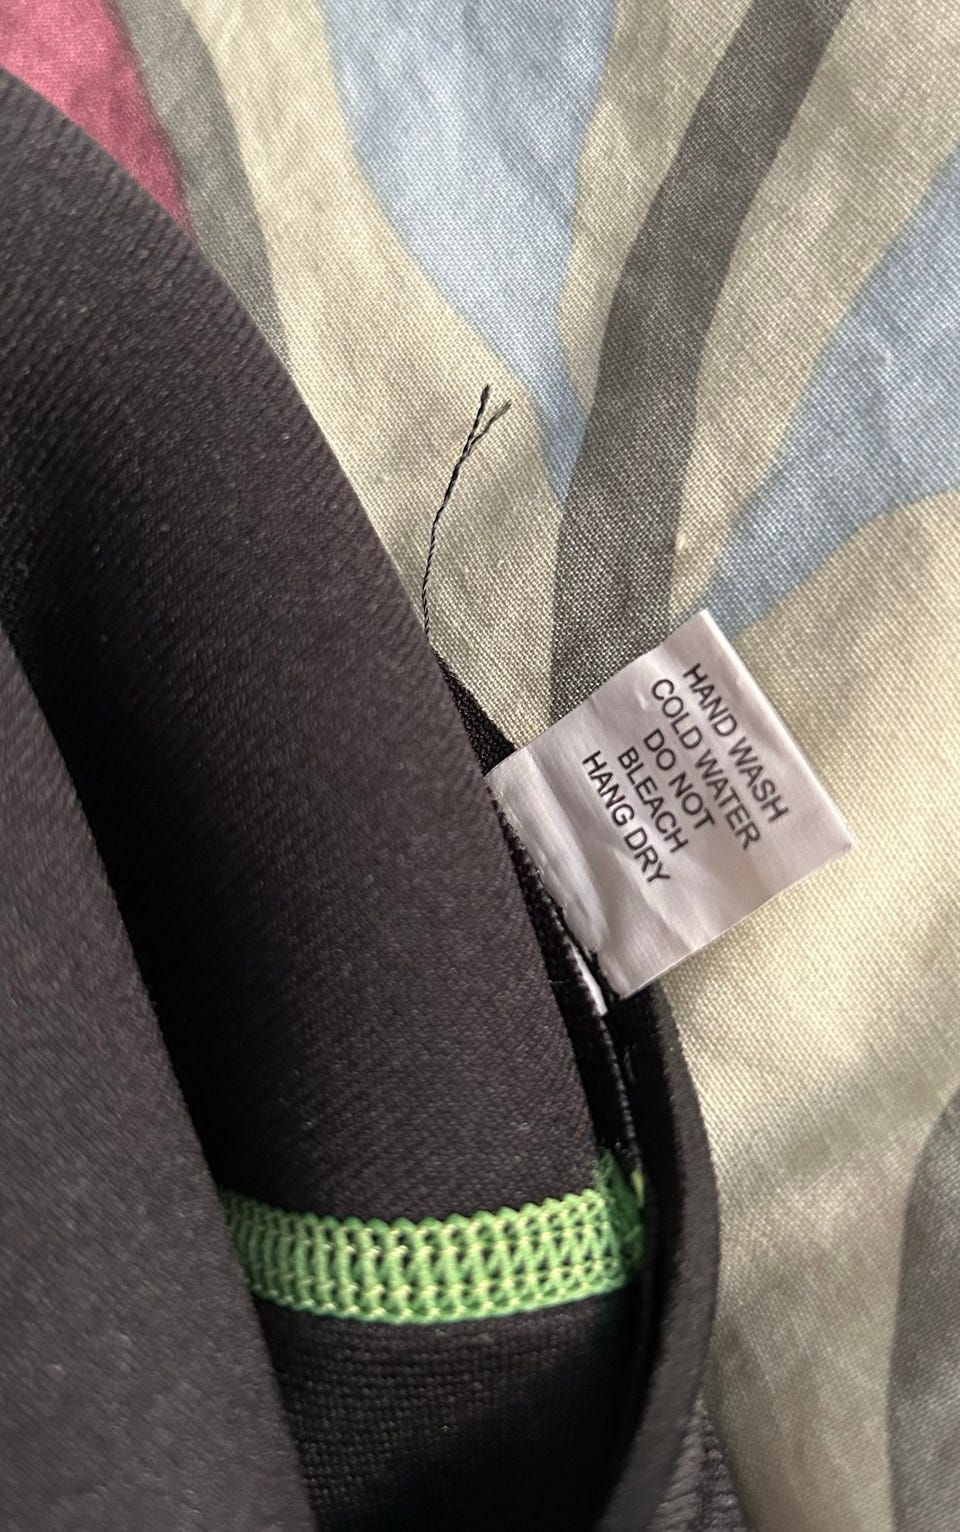 HAND WASH
COLD WATER
DO NOT
BLEACH
HANG DRY